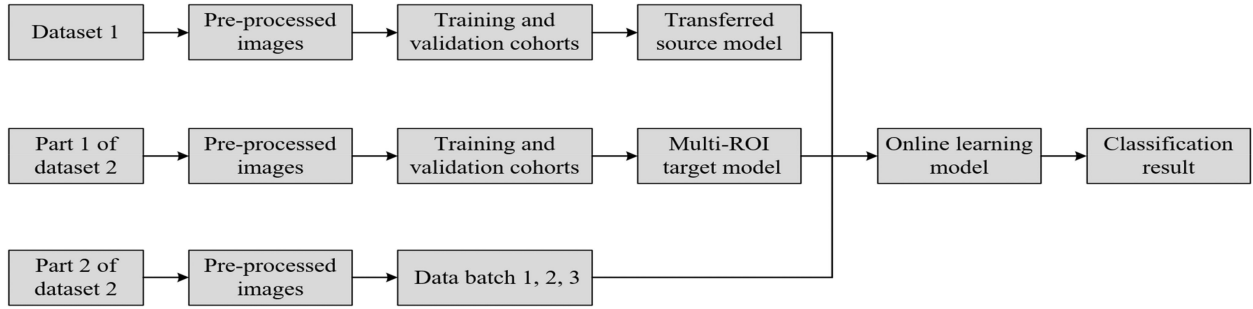 Dataset 1
Pre-processed
images
Training and
validation cohorts
Transferred
source model
Part 1 of
dataset 2
Pre-processed
images
Training and
validation cohorts
Multi-ROI
target model
Online learning
model
Classification
result
Part 2 of
dataset 2
Pre-processed
images
Data batch 1, 2, 3